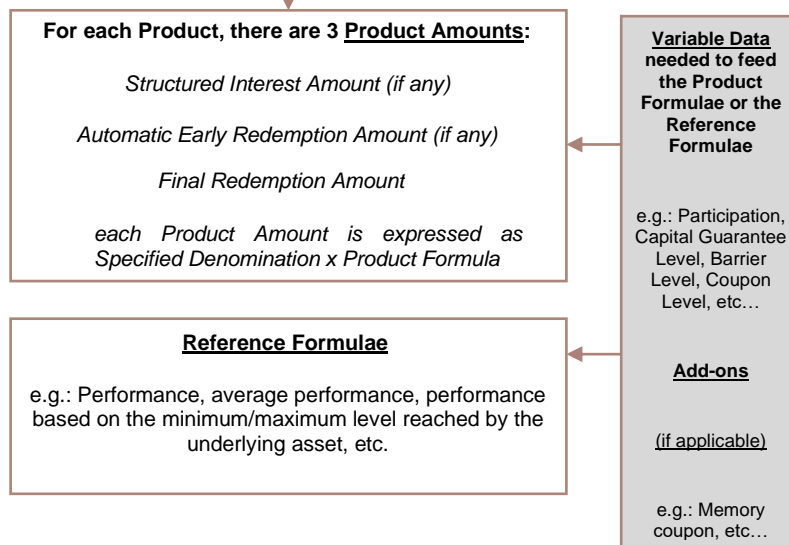 For each Product, there are 3 Product Amounts:
Structured Interest Amount (if any)
Automatic Early Redemption Amount (if any)
Final Redemption Amount
each Product Amount is expressed as
Specified Denomination x Product Formula
Reference Formulae
e.g.: Performance, average performance, performance
based on the minimum/maximum level reached by the
underlying asset, etc.
Variable Data
needed to feed
the Product
Formulae or the
Reference
Formulae
e.g.: Participation,
Capital Guarantee
Level, Barrier
Level, Coupon
Level, etc…
Add-ons
(if applicable)
e.g.: Memory
coupon, etc…